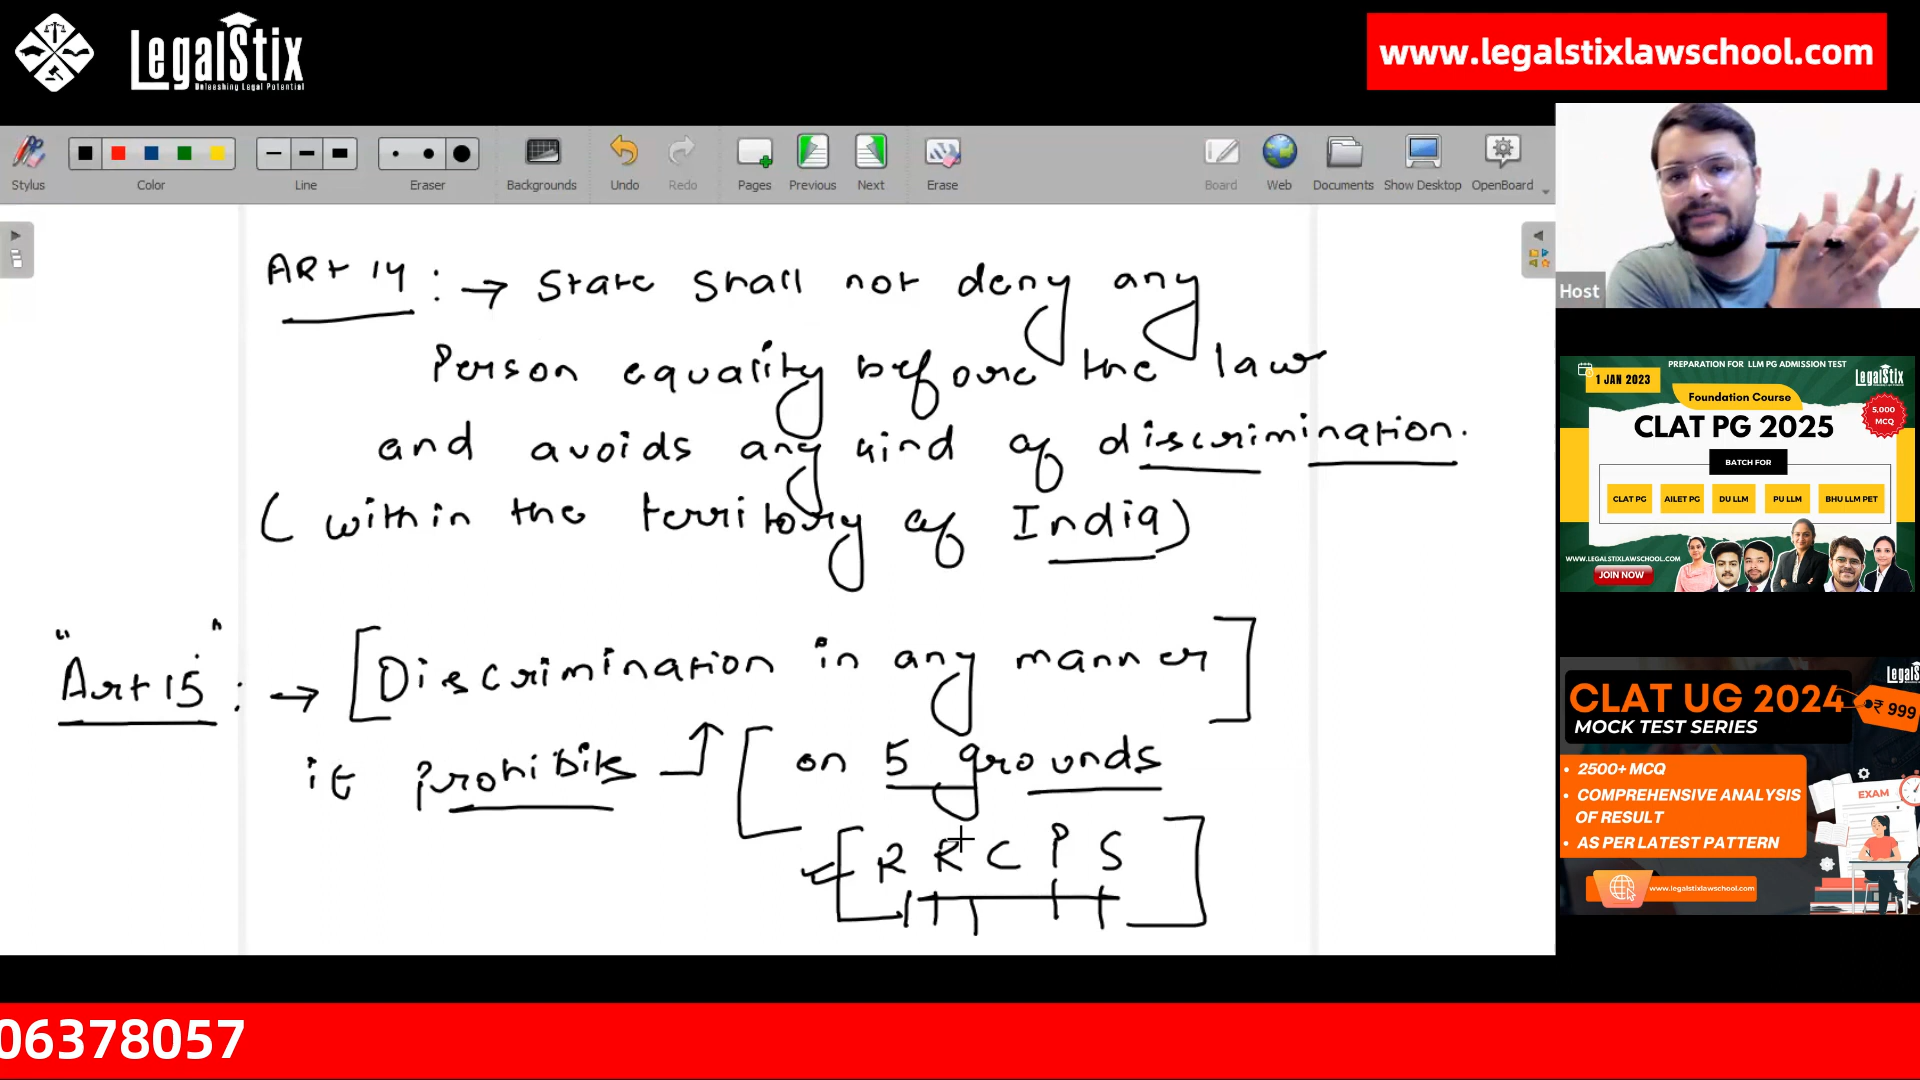 LegalStix
Unleashing Legal Potential
www.legalstixlawschool.com
Stylus
Color
Line
Eraser
Backgrounds
Undo
Redo
Pages
Previous
Next
Erase
Board
Web
Documents
Show Desktop
OpenBoard
ARt 14 : → State shall not deny any
Person equality before the law
and avoids any kind of discrimination.
( within the territory of India )
"Art 15" : → [ Discrimination in any manner ]
it prohibits [ on 5 grounds
[ R R C P S ]
Host
1 JAN 2023
PREPARATION FOR LLM PG ADMISSION TEST
LegalStix
Foundation Course
CLAT PG 2025
5,000
MCQ
BATCH FOR
CLAT PG
AILET PG
DU LLM
PU LLM
BHU LLM PET
WWW.LEGALSTIXLAWSCHOOL.COM
JOIN NOW
Legals
CLAT UG 2024
₹ 999
MOCK TEST SERIES
• 2500+ MCQ
• COMPREHENSIVE ANALYSIS
OF RESULT
• AS PER LATEST PATTERN
EXAM
www.legalstixlawschool.com
06378057